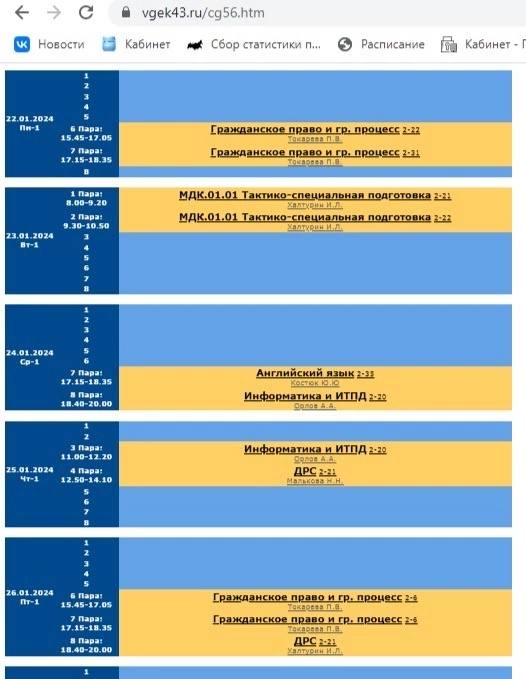 vgek43.ru/cg56.htm
Новости Кабинет Сбор статистики п... Расписание Кабинет - Г
22.01.2024
Пн-1
1
2
3
4
5
6 Пара:
15.45-17.05
Гражданское право и гр. процесс 2-22
Токарева П.В.
7 Пара:
17.15-18.35
Гражданское право и гр. процесс 2-31
Токарева П.В.
8
23.01.2024
Вт-1
1 Пара:
8.00-9.20
МДК.01.01 Тактико-специальная подготовка 2-21
Халтурин И.Л.
2 Пара:
9.30-10.50
МДК.01.01 Тактико-специальная подготовка 2-22
Халтурин И.Л.
3
4
5
6
7
8
24.01.2024
Ср-1
1
2
3
4
5
6
7 Пара:
17.15-18.35
Английский язык 2-35
Костюк Ю.Ю
8 Пара:
18.40-20.00
Информатика и ИТПД 2-20
Орлов А.А.
25.01.2024
Чт-1
1
2
3 Пара:
11.00-12.20
Информатика и ИТПД 2-20
Орлов А.А.
4 Пара:
12.50-14.10
ДРС 2-21
Малькова Н.Н.
5
6
7
8
26.01.2024
Пт-1
1
2
3
4
5
6 Пара:
15.45-17.05
Гражданское право и гр. процесс 2-6
Токарева П.В.
7 Пара:
17.15-18.35
Гражданское право и гр. процесс 2-6
Токарева П.В.
8 Пара:
18.40-20.00
ДРС 2-21
Халтурин И.Л.
1